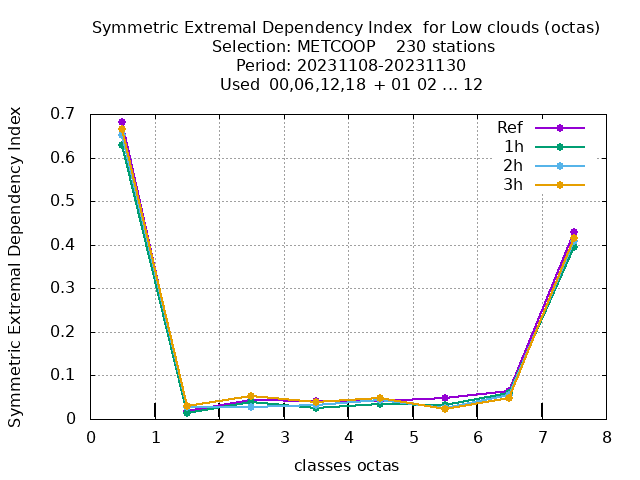 Symmetric Extremal Dependency Index  for Low clouds (octas)
Selection: METCOOP    230 stations
Period: 20231108-20231130
Used  00,06,12,18  + 01 02 ... 12
Symmetric Extremal Dependency Index
0.7
0.6
0.5
0.4
0.3
0.2
0.1
0
Ref
1h
2h
3h
0 1 2 3 4 5 6 7 8
classes octas